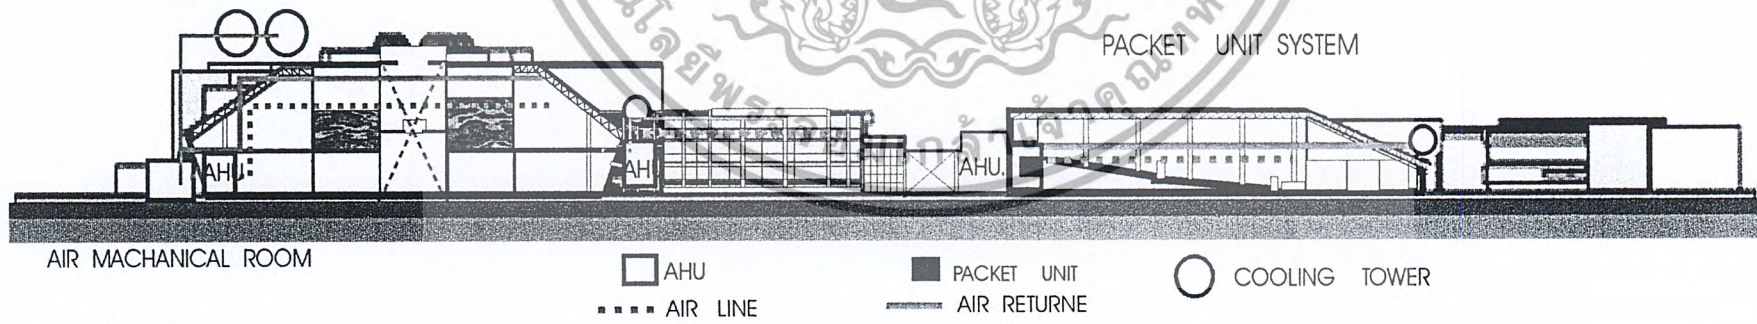 PACKET UNIT SYSTEM
AHU
AHU
AHU.
AIR MACHANICAL ROOM
AHU
PACKET UNIT
COOLING TOWER
AIR LINE
AIR RETURNE